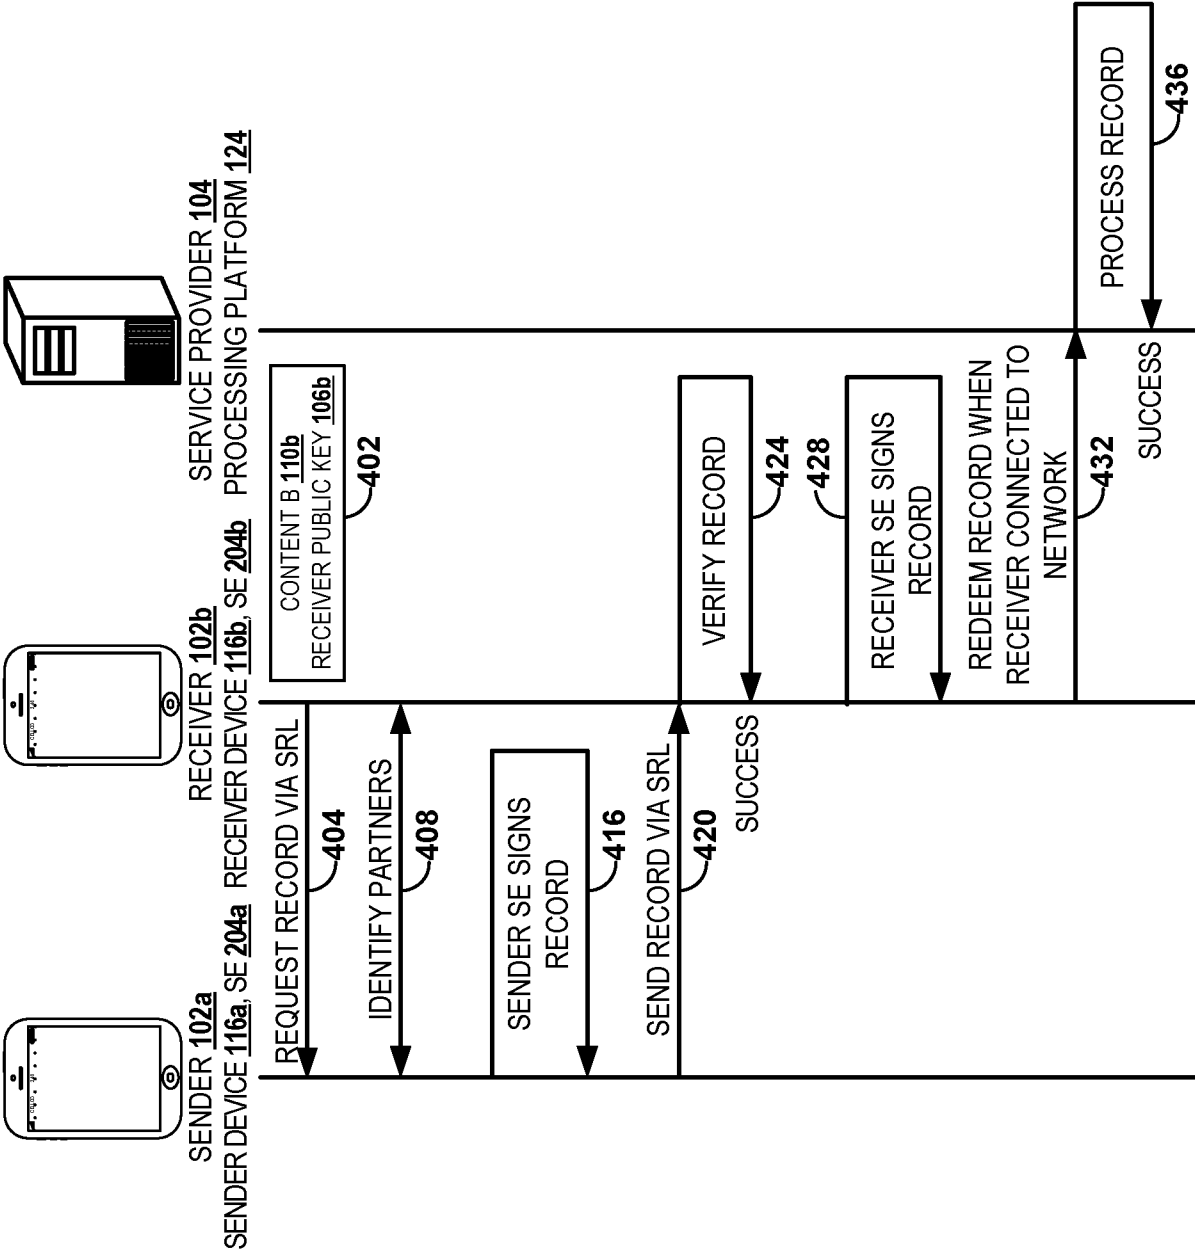 SENDER 102a
SENDER DEVICE 116a, SE 204a
RECEIVER 102b
RECEIVER DEVICE 116b, SE 204b
SERVICE PROVIDER 104
PROCESSING PLATFORM 124
CONTENT B 110b
RECEIVER PUBLIC KEY 106b
402
REQUEST RECORD VIA SRL
404
IDENTIFY PARTNERS
408
SENDER SE SIGNS
RECORD
416
SEND RECORD VIA SRL
420
VERIFY RECORD
424
SUCCESS
428
RECEIVER SE SIGNS
RECORD
REDEEM RECORD WHEN
RECEIVER CONNECTED TO
NETWORK
432
PROCESS RECORD
436
SUCCESS